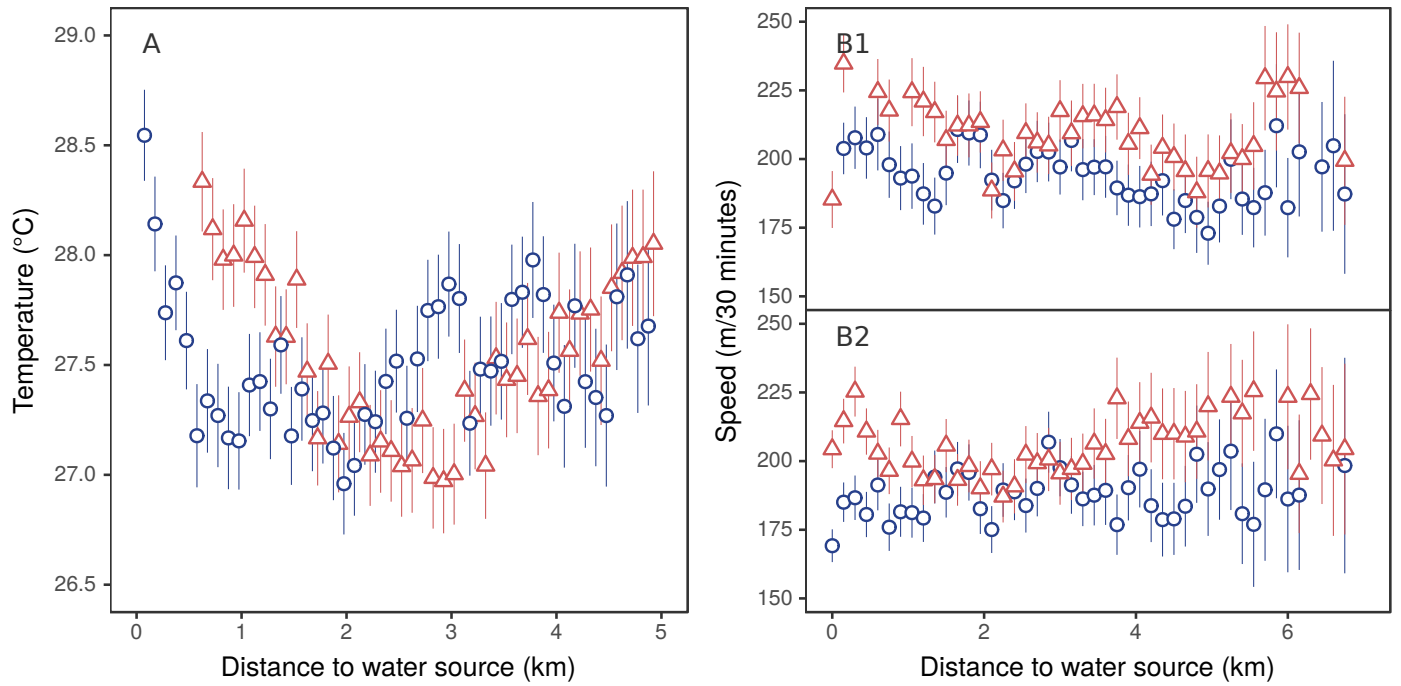 A
29.0
28.5
28.0
27.5
27.0
26.5
Temperature (°C)
0 1 2 3 4 5
Distance to water source (km)
B1
250
225
200
175
150
B2
250
225
200
175
150
Speed (m/30 minutes)
0 2 4 6
Distance to water source (km)